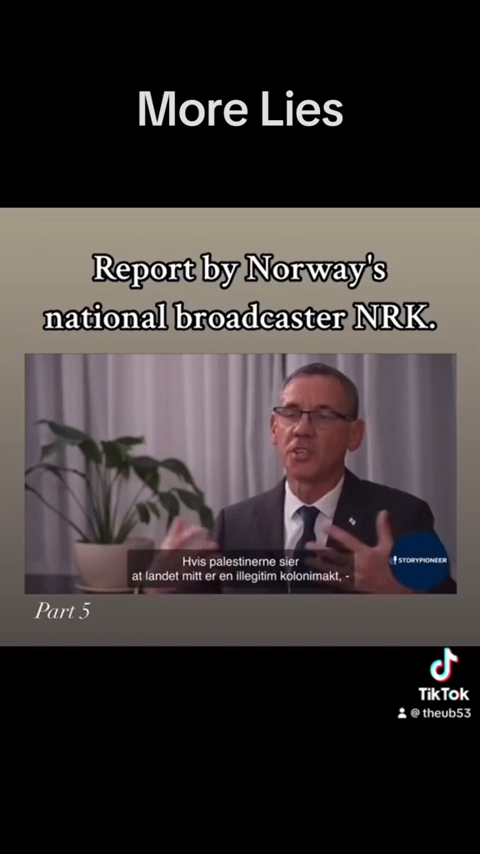 More Lies
Report by Norway's
national broadcaster NRK.
Hvis palestinerne sier
at landet mitt er en illegitim kolonimakt, -
STORYPIONEER
Part 5
TikTok
@ theub53